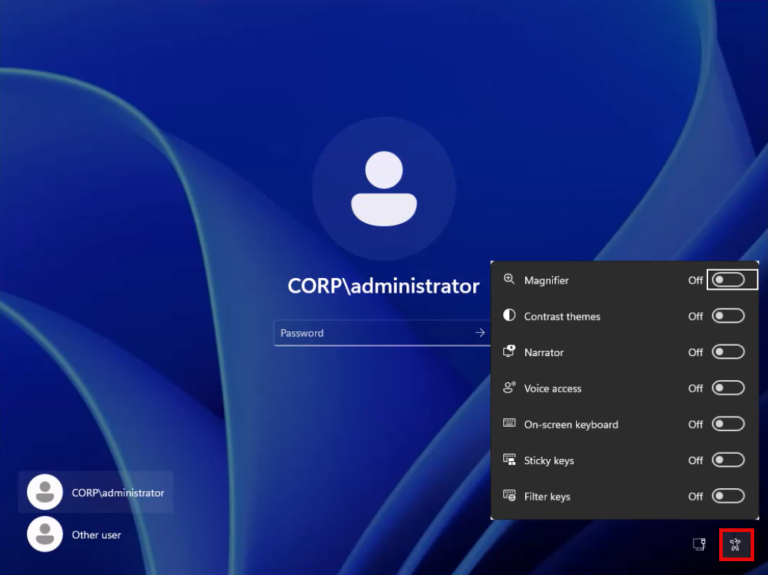 CORP\administrator
Password
Magnifier Off
Contrast themes Off
Narrator Off
Voice access Off
On-screen keyboard Off
Sticky keys Off
Filter keys Off
CORP\administrator
Other user